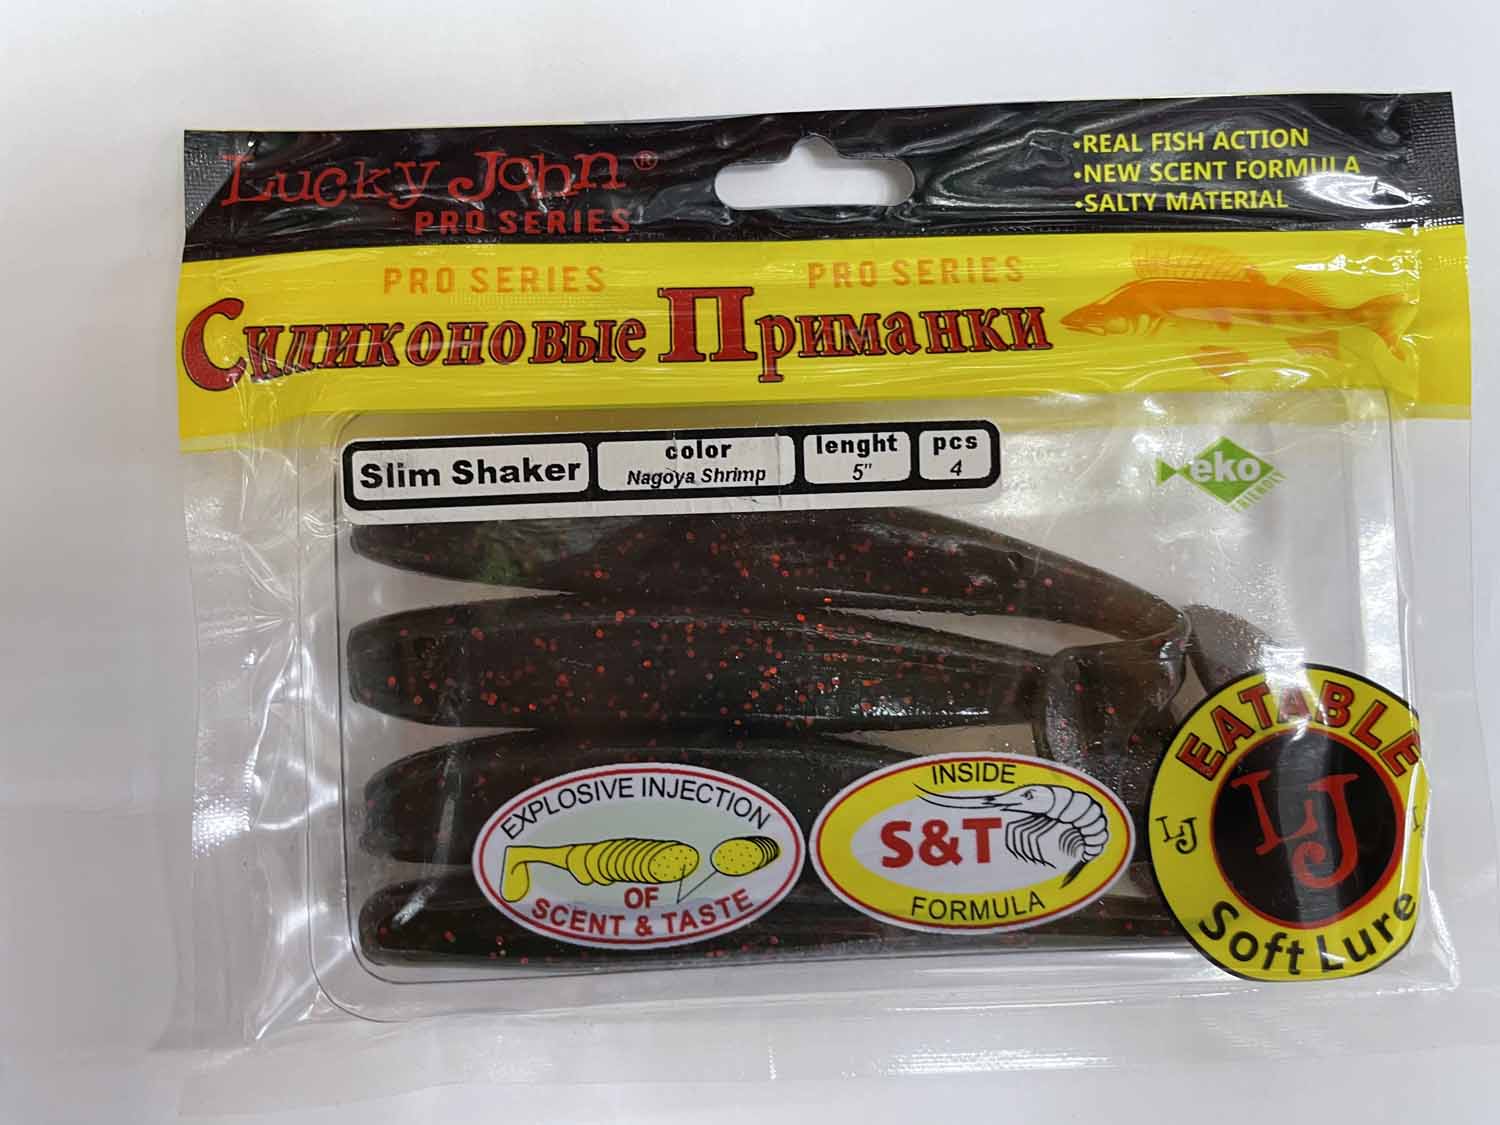 Lucky John®
PRO SERIES
•REAL FISH ACTION
•NEW SCENT FORMULA
•SALTY MATERIAL
PRO SERIES PRO SERIES
Силиконовые Приманки
Slim Shaker
color
Nagoya Shrimp
lenght
5"
pcs
4
eko
FRIENDLY
EXPLOSIVE INJECTION
OF
SCENT & TASTE
INSIDE
S&T
FORMULA
EATABLE
LJ
LJ
Soft Lure